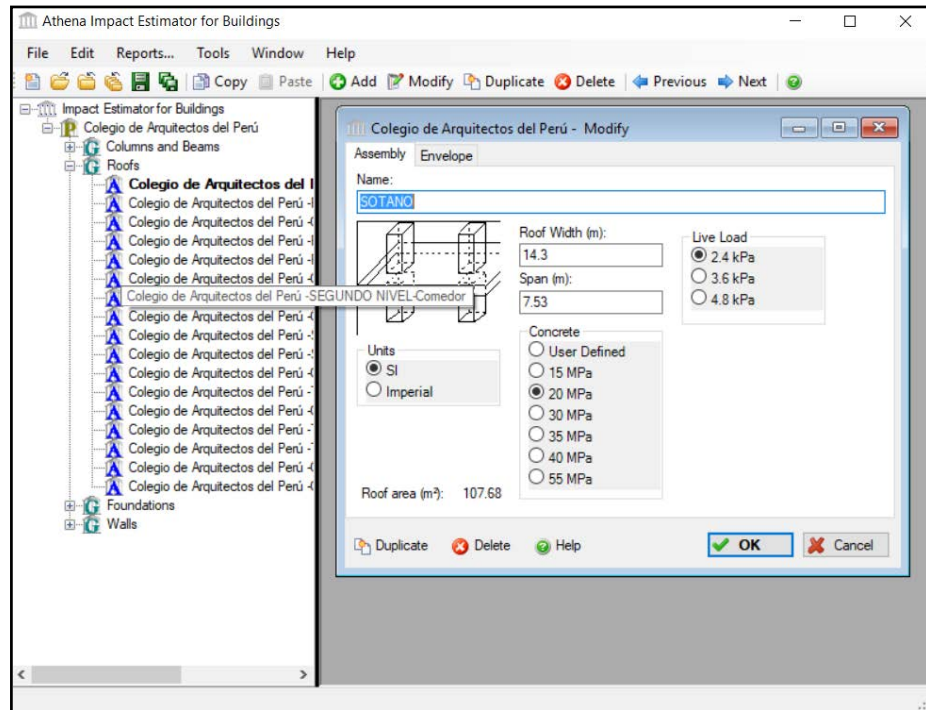 Athena Impact Estimator for Buildings
File Edit Reports... Tools Window Help
Copy Paste Add Modify Duplicate Delete Previous Next
Impact Estimator for Buildings
P Colegio de Arquitectos del Perú
G Columns and Beams
G Roofs
A Colegio de Arquitectos del
A Colegio de Arquitectos del Perú -
A Colegio de Arquitectos del Perú -
A Colegio de Arquitectos del Perú -
A Colegio de Arquitectos del Perú -
A Colegio de Arquitectos del Perú -
Colegio de Arquitectos del Perú -SEGUNDO NIVEL-Comedor
A Colegio de Arquitectos del Perú -
A Colegio de Arquitectos del Perú -
A Colegio de Arquitectos del Perú -
A Colegio de Arquitectos del Perú -
A Colegio de Arquitectos del Perú -
A Colegio de Arquitectos del Perú -
A Colegio de Arquitectos del Perú -
A Colegio de Arquitectos del Perú -
A Colegio de Arquitectos del Perú -
A Colegio de Arquitectos del Perú -
G Foundations
G Walls
Colegio de Arquitectos del Perú - Modify
Assembly Envelope
Name:
SOTANO
Roof Width (m):
14.3
Span (m):
7.53
Live Load
2.4 kPa
3.6 kPa
4.8 kPa
Units
SI
Imperial
Concrete
User Defined
15 MPa
20 MPa
30 MPa
35 MPa
40 MPa
55 MPa
Roof area (m²): 107.68
Duplicate Delete Help OK Cancel